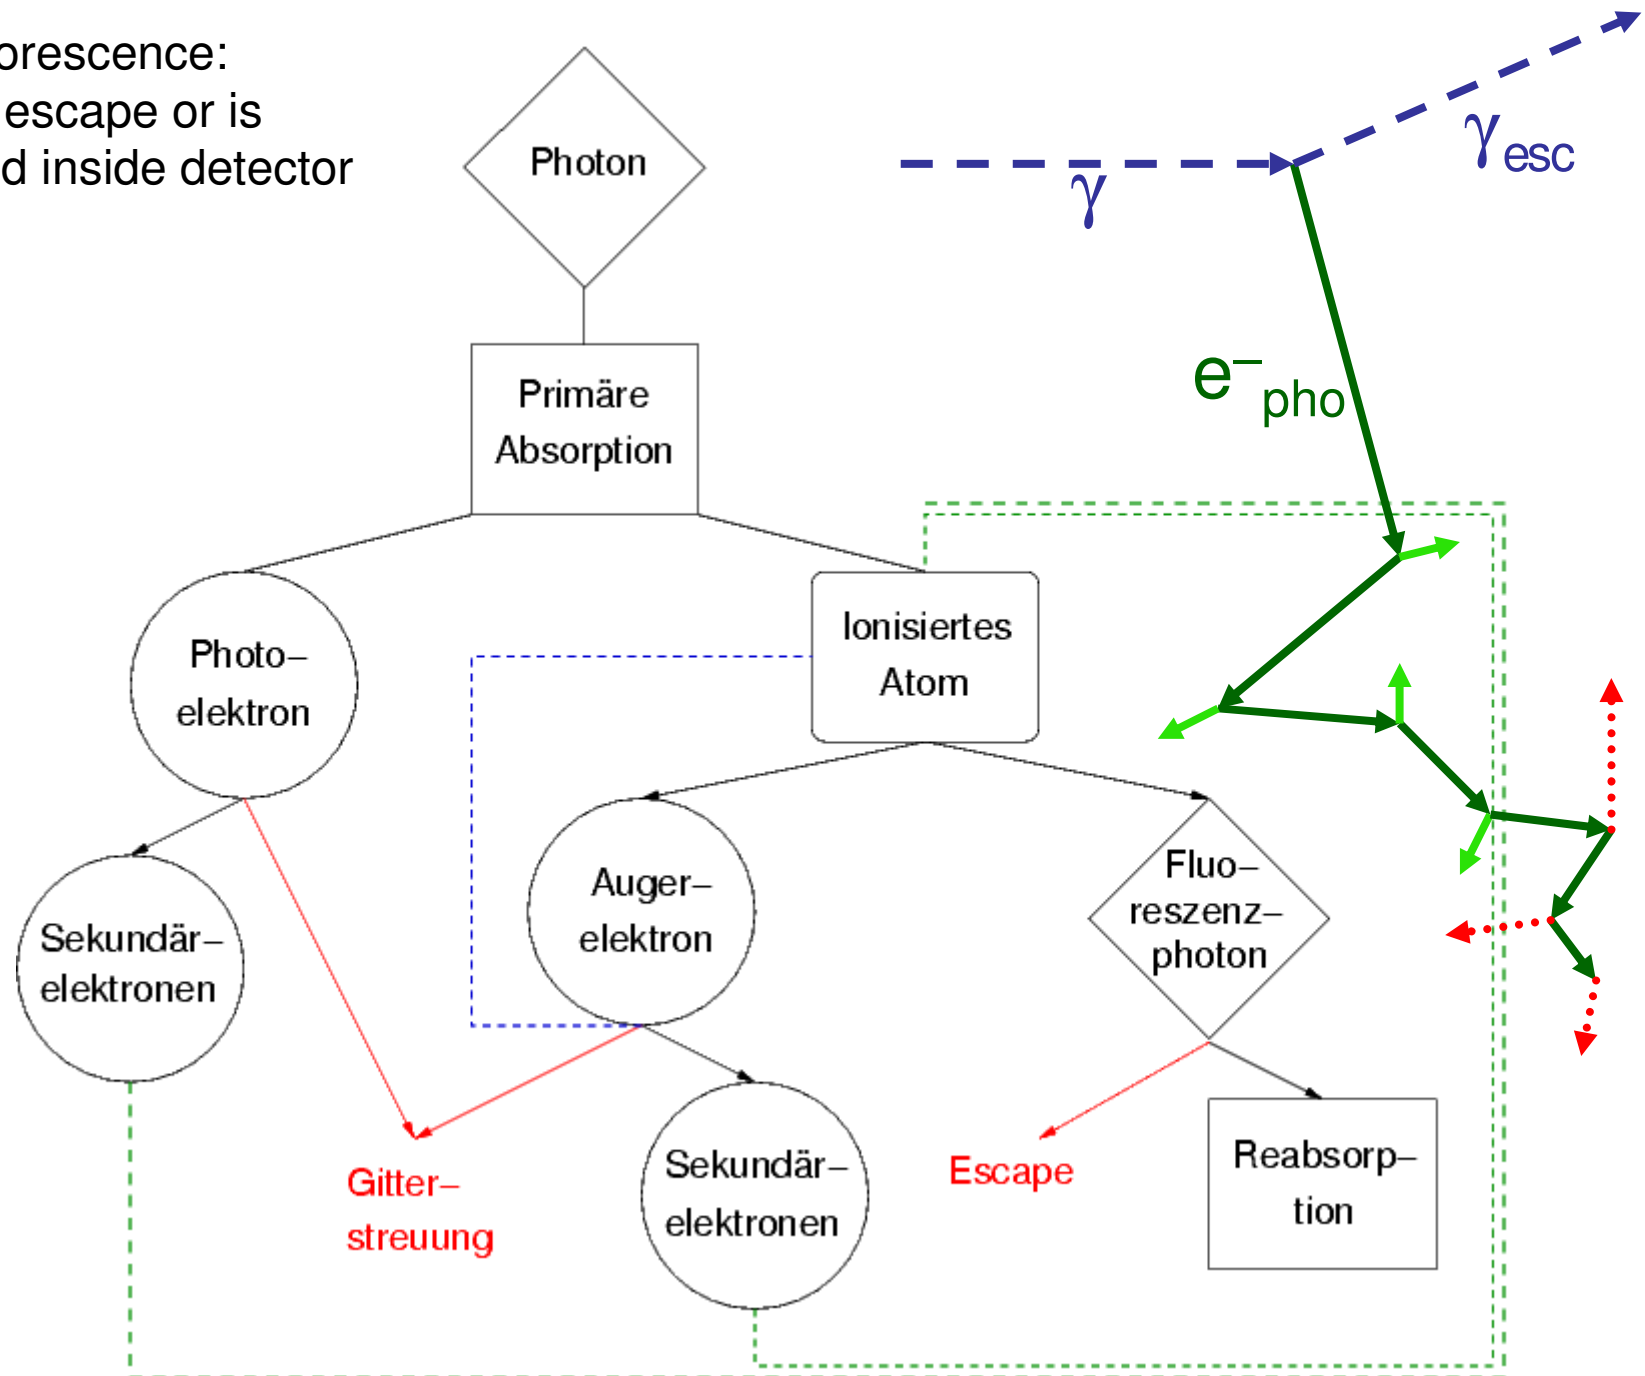 orescence:
escape or is
d inside detector
Photon
γ
γesc
Primäre
Absorption
e–pho
Photo–
elektron
Ionisiertes
Atom
Sekundär–
elektronen
Auger–
elektron
Fluo–
reszenz–
photon
Gitter–
streuung
Sekundär–
elektronen
Escape
Reabsorp–
tion